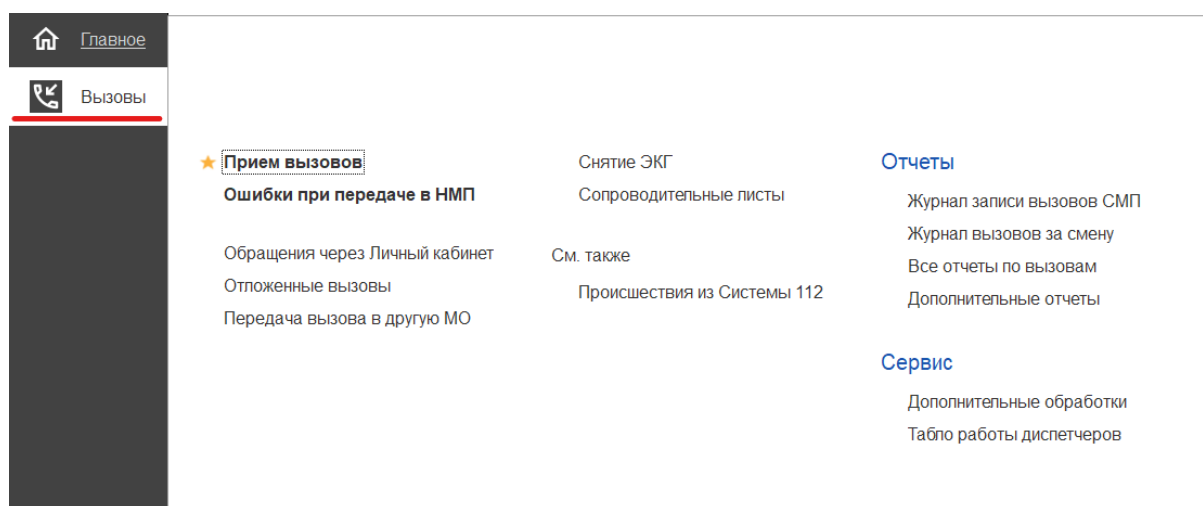 Главное
Вызовы
Прием вызовов
Ошибки при передаче в НМП
Обращения через Личный кабинет
Отложенные вызовы
Передача вызова в другую МО
Снятие ЭКГ
Сопроводительные листы
См. также
Происшествия из Системы 112
Отчеты
Журнал записи вызовов СМП
Журнал вызовов за смену
Все отчеты по вызовам
Дополнительные отчеты
Сервис
Дополнительные обработки
Табло работы диспетчеров